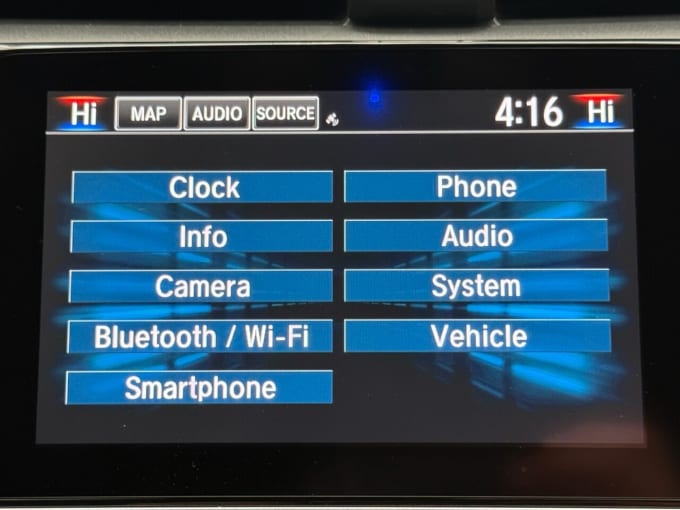 Hi MAP AUDIO SOURCE 4:16 Hi
Clock Phone
Info Audio
Camera System
Bluetooth / Wi-Fi Vehicle
Smartphone